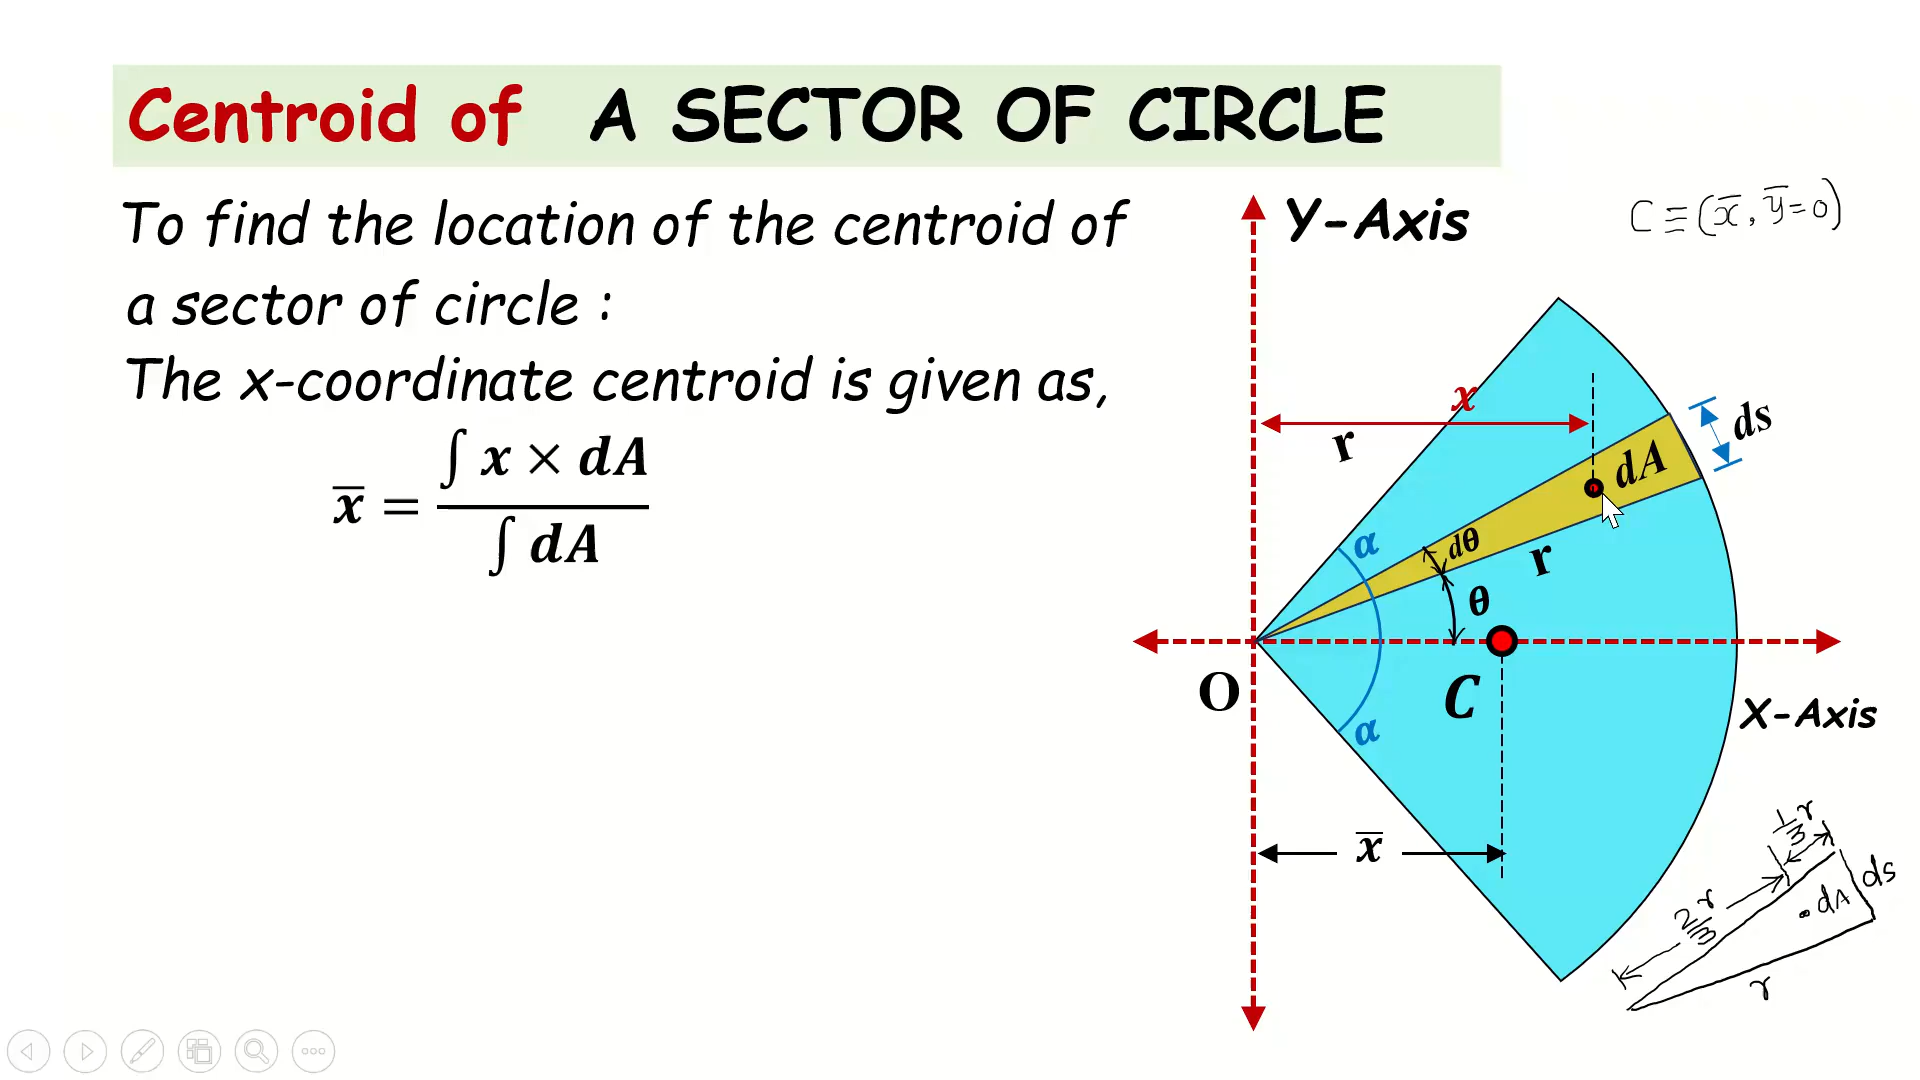 Centroid of A SECTOR OF CIRCLE
To find the location of the centroid of
a sector of circle :
The x-coordinate centroid is given as,
x̅ = ∫ x × dA / ∫ dA
Y-Axis
C ≡ (x̅, y̅=0)
x
r
ds
dA
α
dθ
r
θ
O
C
X-Axis
α
x̅
1/3 r
ds
2/3 r
dA
r